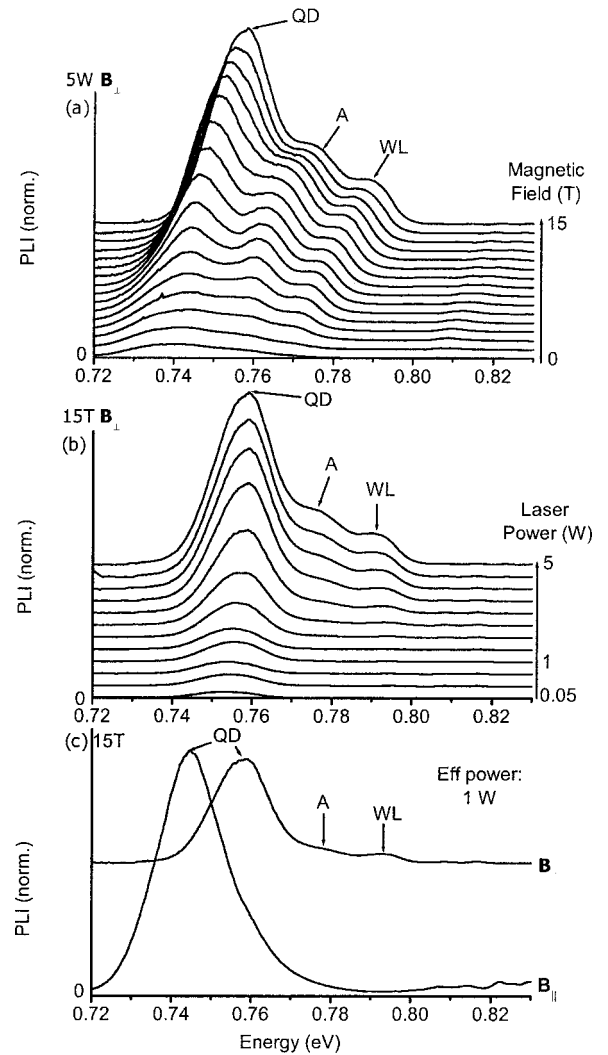 QD
5W B⊥
(a)
A
WL
Magnetic
Field (T)
15
0
PLI (norm.)
0
0.72 0.74 0.76 0.78 0.80 0.82
15T B⊥
QD
(b)
A
WL
Laser
Power (W)
5
1
0.05
PLI (norm.)
0
0.72 0.74 0.76 0.78 0.80 0.82
(c) 15T
QD
Eff power:
1 W
A
WL
B
PLI (norm.)
0
B||
0.72 0.74 0.76 0.78 0.80 0.82
Energy (eV)